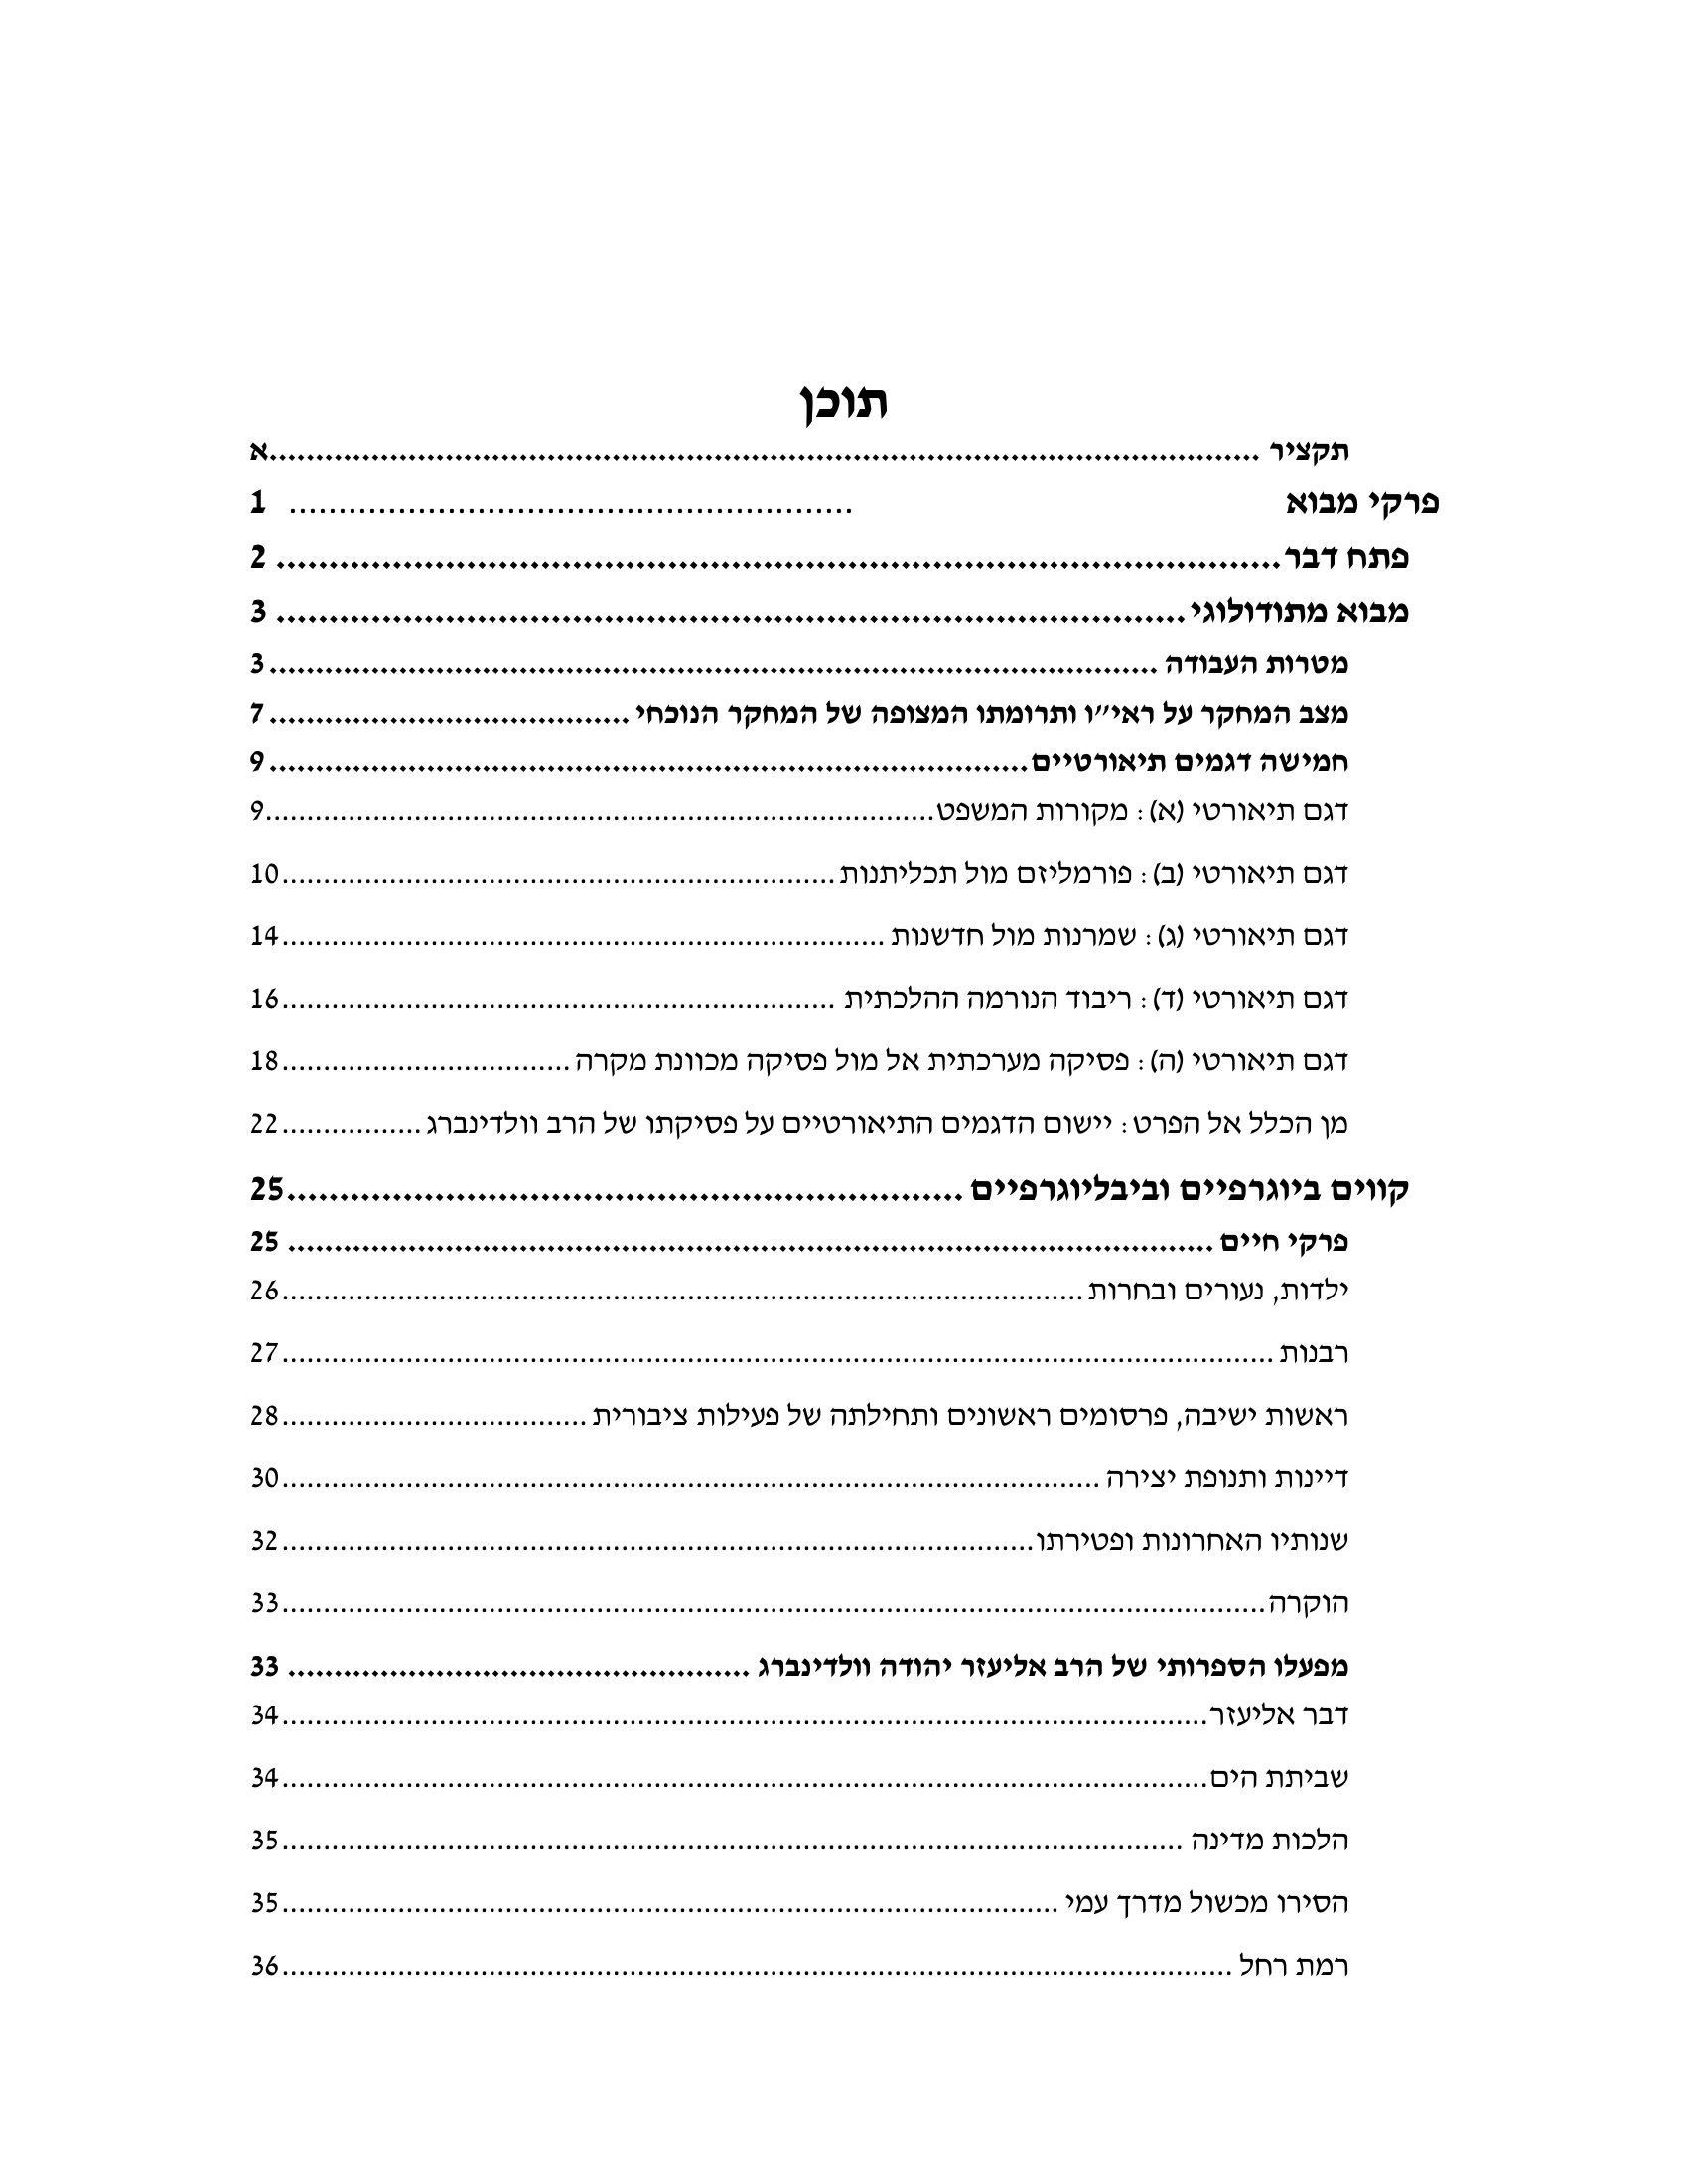 תוכן
תקציר ........................................................................................................... א
פרקי מבוא ......................................................... 1
פתח דבר ................................................................................................ 2
מבוא מתודולוגי ....................................................................................... 3
מטרות העבודה ................................................................................................ 3
מצב המחקר על ראי״ו ותרומתו המצופה של המחקר הנוכחי ....................................... 7
חמישה דגמים תיאורטיים .................................................................................. 9
דגם תיאורטי (א): מקורות המשפט ................................................................................ 9
דגם תיאורטי (ב): פורמליזם מול תכליתנות .................................................................. 10
דגם תיאורטי (ג): שמרנות מול חדשנות ........................................................................ 14
דגם תיאורטי (ד): ריבוד הנורמה ההלכתית .................................................................. 16
דגם תיאורטי (ה): פסיקה מערכתית אל מול פסיקה מכוונת מקרה ................................... 18
מן הכלל אל הפרט: יישום הדגמים התיאורטיים על פסיקתו של הרב וולדינברג ................. 22
קווים ביוגרפיים וביבליוגרפיים ................................................................. 25
פרקי חיים .................................................................................................... 25
ילדות, נעורים ובחרות ................................................................................................ 26
רבנות ....................................................................................................................... 27
ראשות ישיבה, פרסומים ראשונים ותחילתה של פעילות ציבורית ..................................... 28
דיינות ותנופת יצירה .................................................................................................. 30
שנותיו האחרונות ופטירתו .......................................................................................... 32
הוקרה ...................................................................................................................... 33
מפעלו הספרותי של הרב אליעזר יהודה וולדינברג .................................................. 33
דבר אליעזר ............................................................................................................... 34
שביתת הים ............................................................................................................... 34
הלכות מדינה ............................................................................................................ 35
הסירו מכשול מדרך עמי ............................................................................................. 35
רמת רחל .................................................................................................................. 36